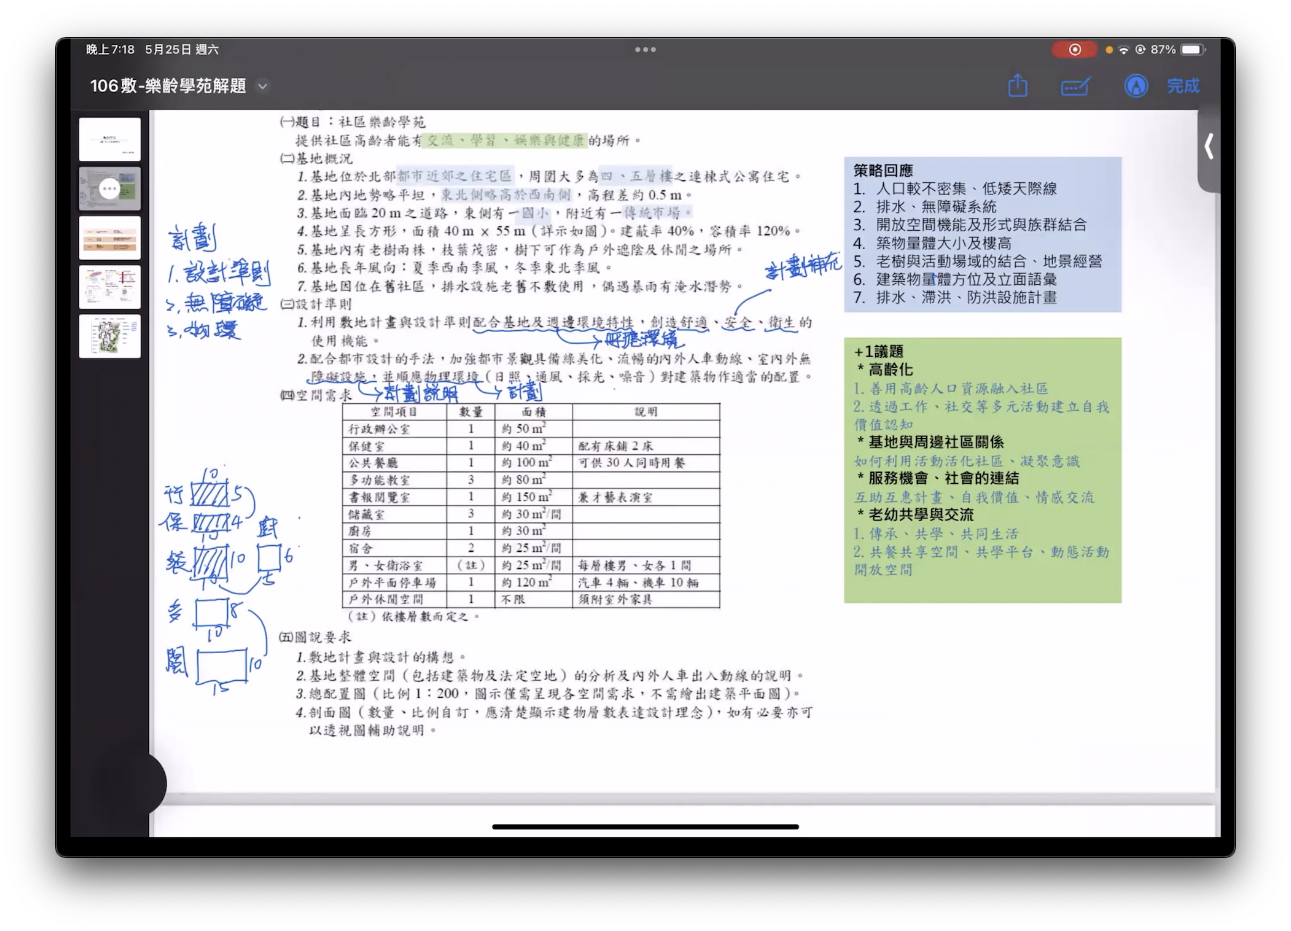 晚上7:18 5月25日 週六
87%
106敷-樂齡學苑解題
完成
㈠題目：社區樂齡學苑
提供社區高齡者能有交流、學習、娛樂與健康的場所。
㈡基地概況
1.基地位於北部都市近郊之住宅區，周圍大多為四、五層樓之連棟式公寓住宅。
2.基地內地勢略平坦，東北側略高於西南側，高程差約 0.5 m。
3.基地面臨 20 m 之道路，東側有一國小，附近有一傳統市場。
4.基地呈長方形，面積 40 m × 55 m（詳示如圖）。建蔽率 40%，容積率 120%。
5.基地內有老樹兩株，枝葉茂密，樹下可作為戶外遮陰及休閒之場所。
6.基地長年風向：夏季西南季風，冬季東北季風。
7.基地因位在舊社區，排水設施老舊不敷使用，偶遇暴雨有淹水潛勢。
㈢設計準則
1.利用敷地計畫與設計準則配合基地及週邊環境特性，創造舒適、安全、衛生的
使用機能。
2.配合都市設計的手法，加強都市景觀具備綠美化、流暢的內外人車動線、室內外無
障礙設施，並順應物理環境（日照、通風、採光、噪音）對建築物作適當的配置。
㈣空間需求
空間項目 數量 面積 說明
行政辦公室 1 約 50 m²
保健室 1 約 40 m² 配有床鋪 2 床
公共餐廳 1 約 100 m² 可供 30 人同時用餐
多功能教室 3 約 80 m²
書報閱覽室 1 約 150 m² 兼才藝表演室
儲藏室 3 約 30 m²/間
廚房 1 約 30 m²
宿舍 2 約 25 m²/間
男、女衛浴室 （註） 約 25 m²/間 每層樓男、女各 1 間
戶外平面停車場 1 約 120 m² 汽車 4 輛、機車 10 輛
戶外休閒空間 1 不限 須附室外家具
（註）依樓層數而定之。
㈤圖說要求
1.敷地計畫與設計的構想。
2.基地整體空間（包括建築物及法定空地）的分析及內外人車出入動線的說明。
3.總配置圖（比例 1：200，圖示僅需呈現各空間需求，不需繪出建築平面圖）。
4.剖面圖（數量、比例自訂，應清楚顯示建物層數表達設計理念），如有必要亦可
以透視圖輔助說明。
計劃
1.設計準則
2.無障礙
3.物環
計劃補充
呼應環境
計劃說明
計劃
行 10 5
保 10 4
餐 10 10
廚 6 5
多 8 10
閱 10 15
策略回應
1. 人口較不密集、低矮天際線
2. 排水、無障礙系統
3. 開放空間機能及形式與族群結合
4. 築物量體大小及樓高
5. 老樹與活動場域的結合、地景經營
6. 建築物量體方位及立面語彙
7. 排水、滯洪、防洪設施計畫
+1議題
* 高齡化
1. 善用高齡人口資源融入社區
2. 透過工作、社交等多元活動建立自我
價值認知
* 基地與周邊社區關係
如何利用活動活化社區、凝聚意識
* 服務機會、社會的連結
互助互惠計畫、自我價值、情感交流
* 老幼共學與交流
1. 傳承、共學、共同生活
2. 共餐共享空間、共學平台、動態活動
開放空間